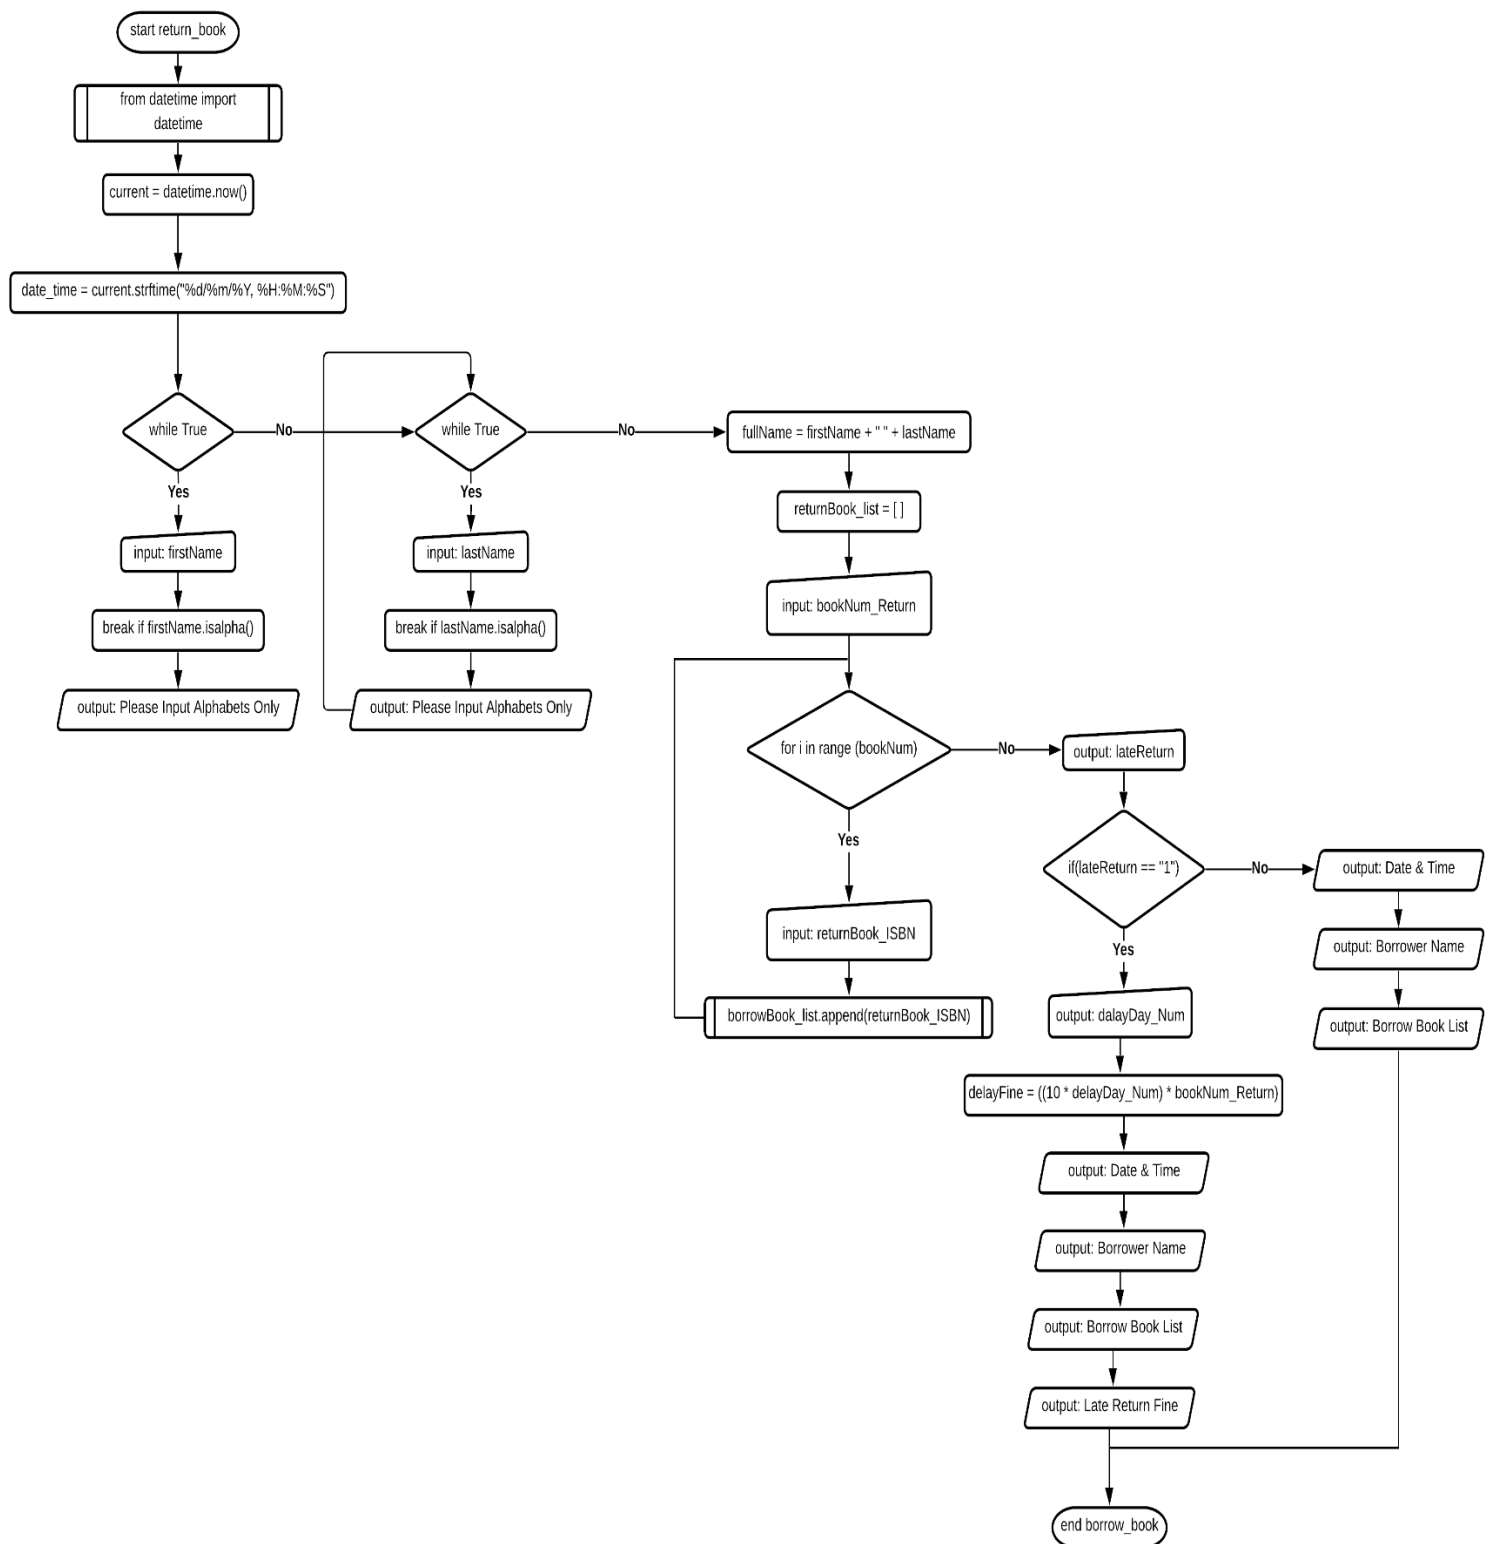 start return_book
from datetime import
datetime
current = datetime.now()
date_time = current.strftime("%d/%m/%Y, %H:%M:%S")
while True
No
Yes
input: firstName
break if firstName.isalpha()
output: Please Input Alphabets Only
while True
No
Yes
input: lastName
break if lastName.isalpha()
output: Please Input Alphabets Only
fullName = firstName + " " + lastName
returnBook_list = [ ]
input: bookNum_Return
for i in range (bookNum)
No
Yes
input: returnBook_ISBN
borrowBook_list.append(returnBook_ISBN)
output: lateReturn
if(lateReturn == "1")
No
Yes
output: dalayDay_Num
delayFine = ((10 * delayDay_Num) * bookNum_Return)
output: Date & Time
output: Borrower Name
output: Borrow Book List
output: Late Return Fine
output: Date & Time
output: Borrower Name
output: Borrow Book List
end borrow_book